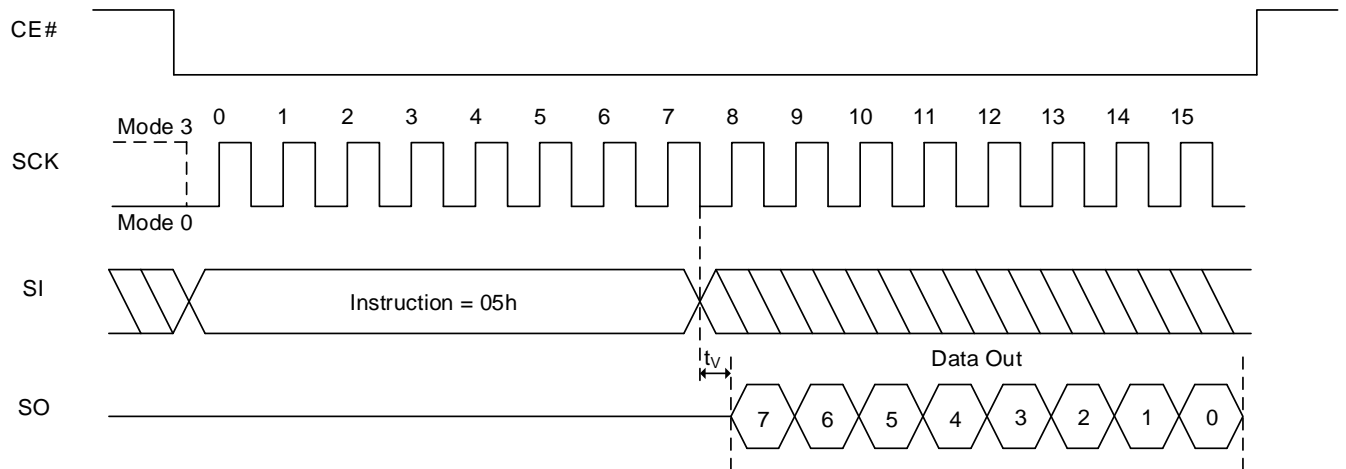 CE#
0 1 2 3 4 5 6 7 8 9 10 11 12 13 14 15
Mode 3
SCK
Mode 0
SI
Instruction = 05h
tV
Data Out
SO
7 6 5 4 3 2 1 0